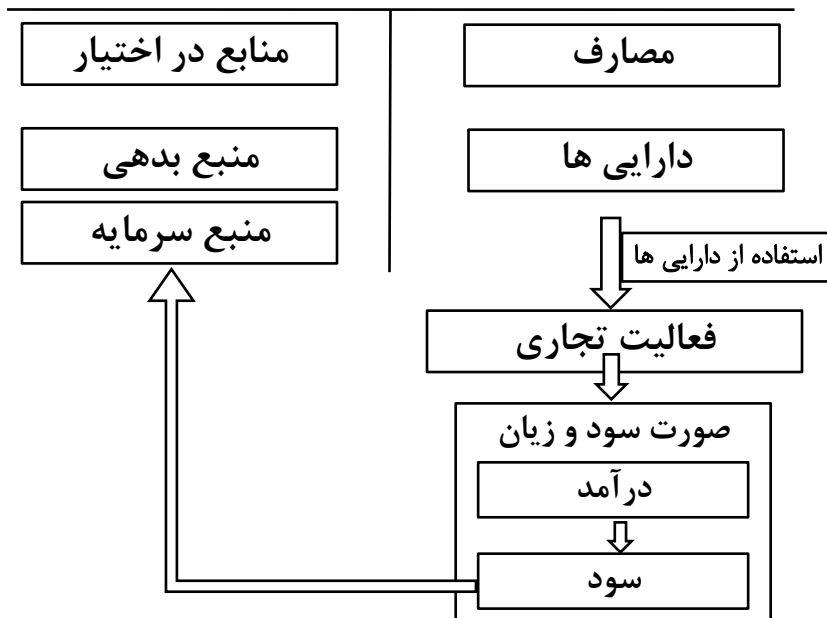 مصارف
منابع در اختیار
دارایی ها
منبع بدهی
منبع سرمایه
استفاده از دارایی ها
فعالیت تجاری
صورت سود و زیان
درآمد
سود